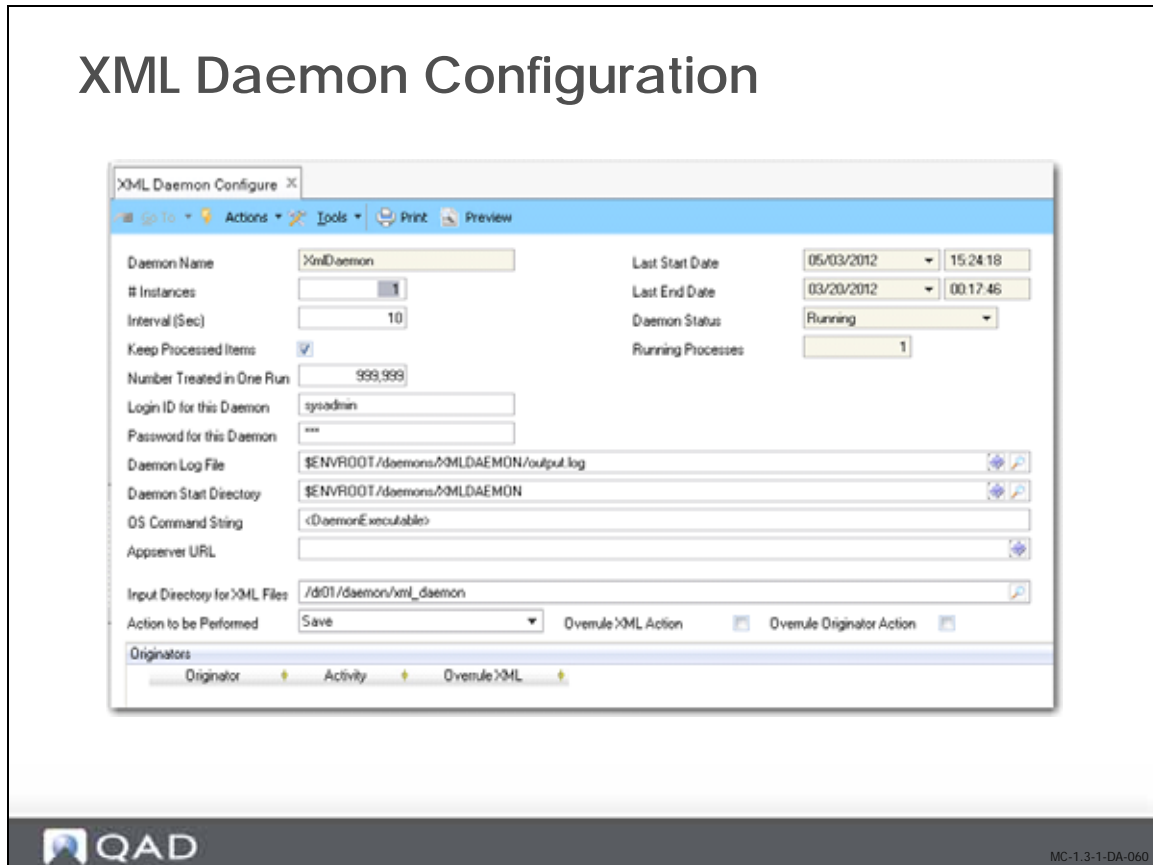 XML Daemon Configuration
XML Daemon Configure X
Go To Actions Tools Print Preview
Daemon Name XmlDaemon Last Start Date 05/03/2012 15:24:18
# Instances 1 Last End Date 03/20/2012 00:17:46
Interval (Sec) 10 Daemon Status Running
Keep Processed Items Running Processes 1
Number Treated in One Run 999,999
Login ID for this Daemon sysadmin
Password for this Daemon ***
Daemon Log File $ENVROOT/daemons/XMLDAEMON/output.log
Daemon Start Directory $ENVROOT/daemons/XMLDAEMON
OS Command String <DaemonExecutable>
Appserver URL
Input Directory for XML Files /dr01/daemon/xml_daemon
Action to be Performed Save Overrule XML Action Overrule Originator Action
Originators
Originator Activity Overrule XML
QAD
MC-1.3-1-DA-060